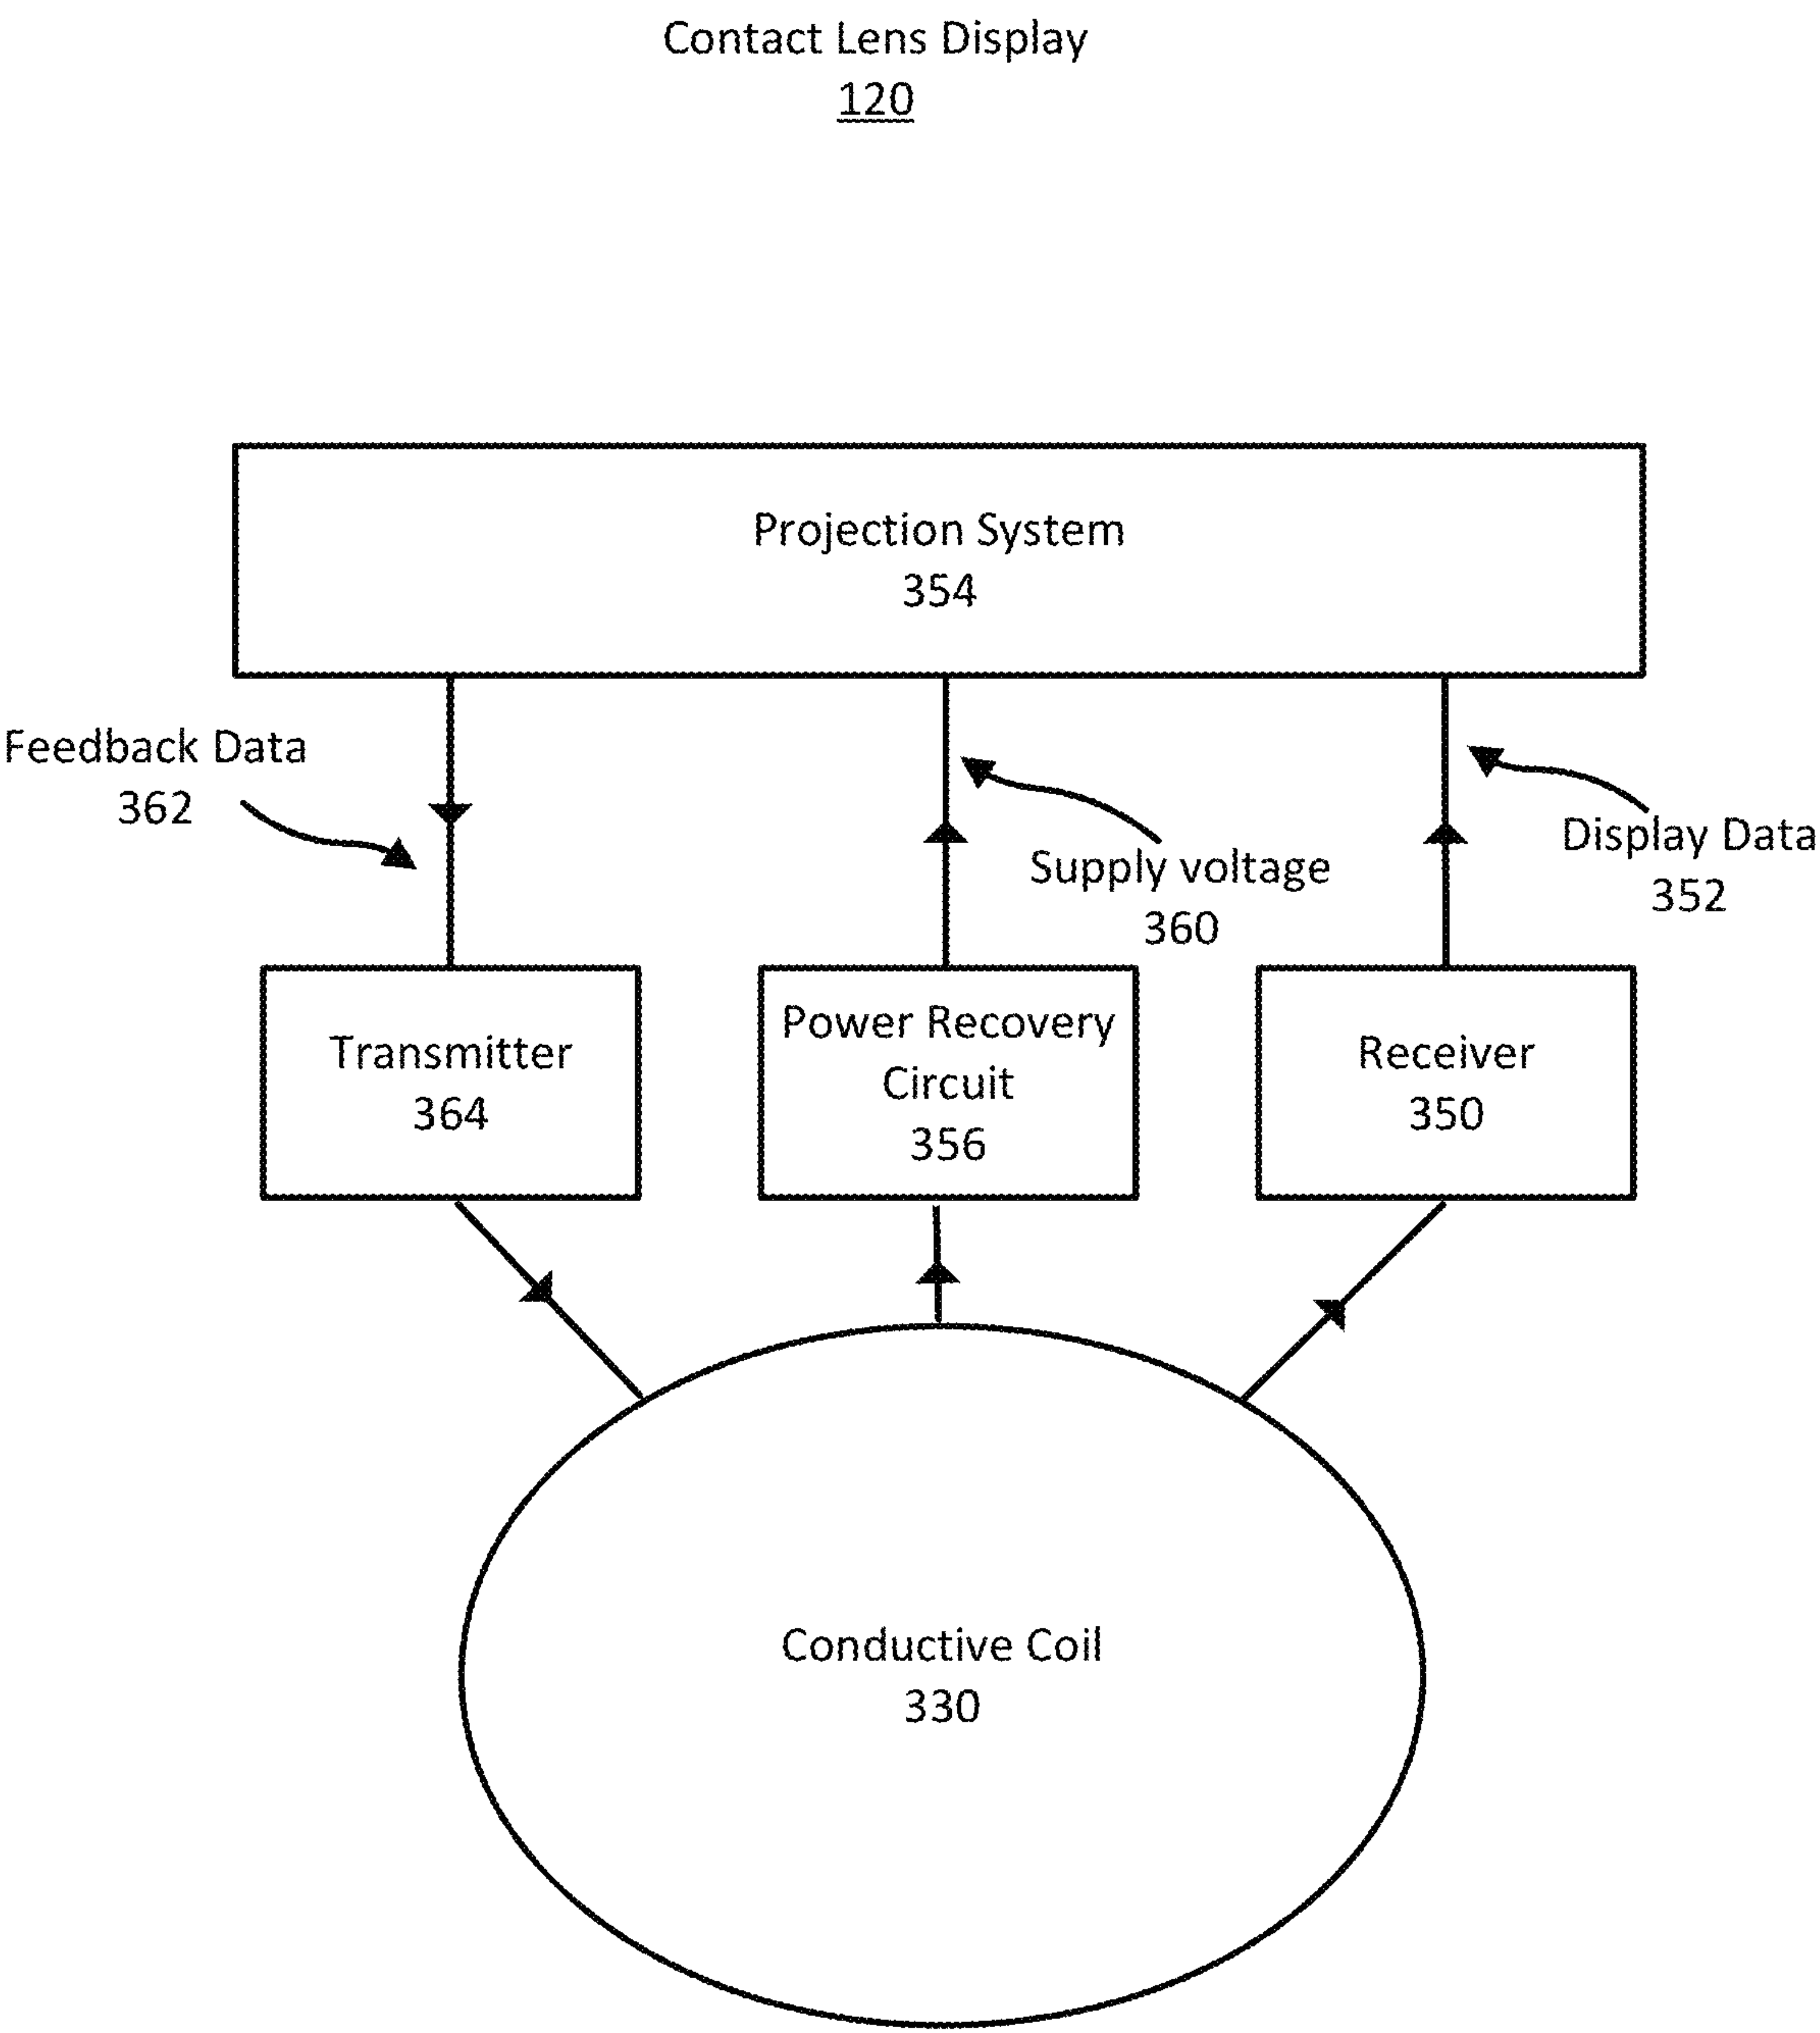 Contact Lens Display
120
Projection System
354
Feedback Data
362
Supply voltage
360
Display Data
352
Transmitter
364
Power Recovery
Circuit
356
Receiver
350
Conductive Coil
330